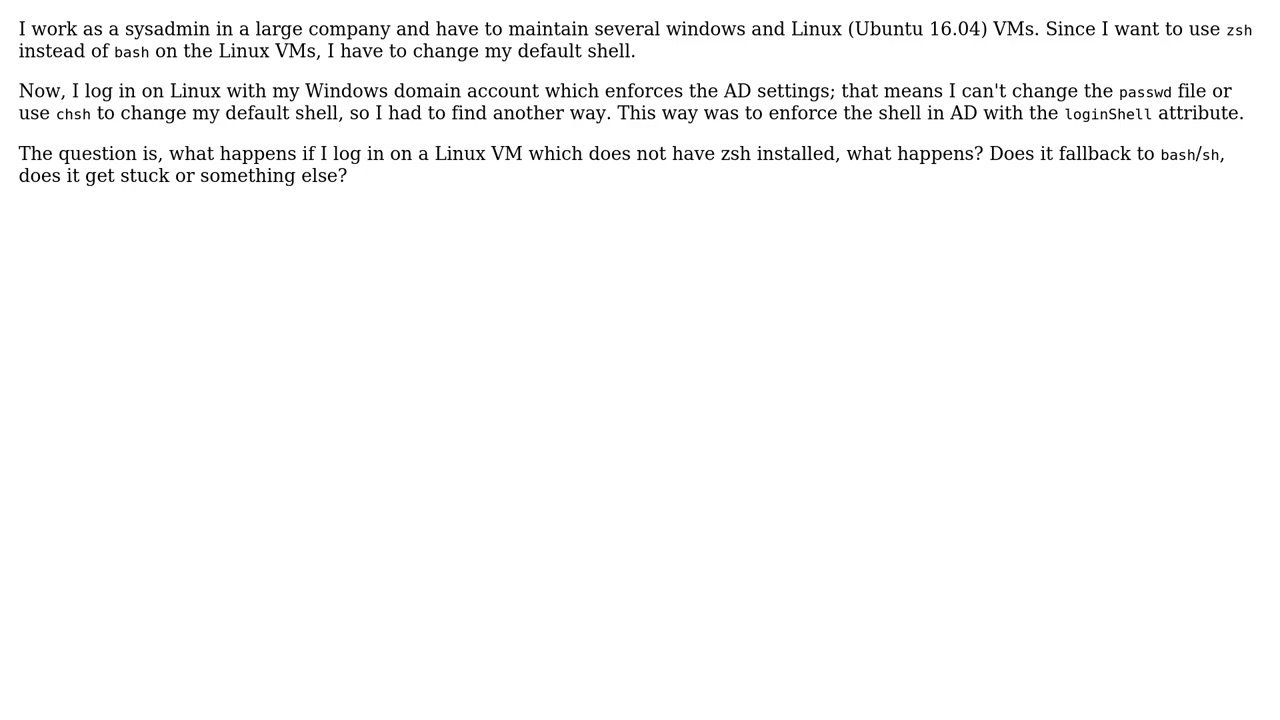 I work as a sysadmin in a large company and have to maintain several windows and Linux (Ubuntu 16.04) VMs. Since I want to use zsh
instead of bash on the Linux VMs, I have to change my default shell.
Now, I log in on Linux with my Windows domain account which enforces the AD settings; that means I can't change the passwd file or
use chsh to change my default shell, so I had to find another way. This way was to enforce the shell in AD with the loginShell attribute.
The question is, what happens if I log in on a Linux VM which does not have zsh installed, what happens? Does it fallback to bash/sh,
does it get stuck or something else?